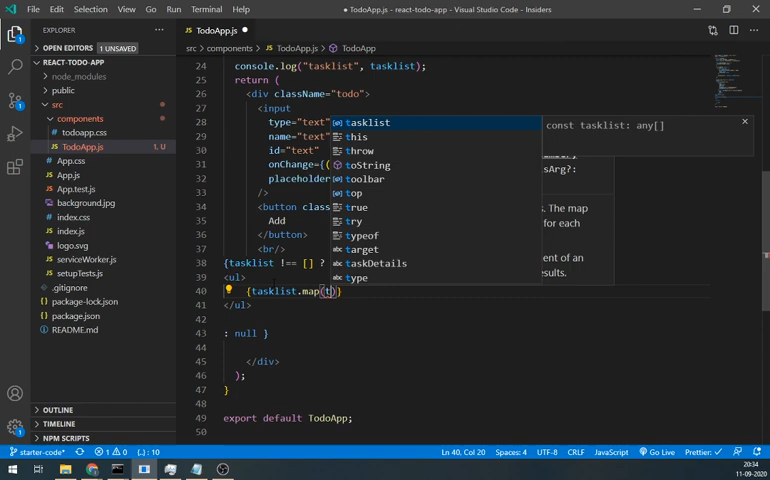 File Edit Selection View Go Run Terminal Help
● TodoApp.js - react-todo-app - Visual Studio Code - Insiders
EXPLORER
OPEN EDITORS 1 UNSAVED
REACT-TODO-APP
node_modules
public
src
components
todoapp.css
TodoApp.js 1, U
App.css
App.js
App.test.js
background.jpg
index.css
index.js
logo.svg
serviceWorker.js
setupTests.js
.gitignore
package-lock.json
package.json
README.md
OUTLINE
TIMELINE
NPM SCRIPTS
TodoApp.js ●
src > components > TodoApp.js > TodoApp
24 console.log("tasklist", tasklist);
25 return (
26 <div className="todo">
27 <input
28 type="text"
29 name="text"
30 id="text"
31 onChange={(
32 placeholder
33 />
34 <button class
35 Add
36 </button>
37 <br/>
38 {tasklist !== [] ?
39 <ul>
40 {tasklist.map(t)}
41 </ul>
42
43 : null }
44
45 </div>
46 );
47 }
48
49 export default TodoApp;
50
tasklist
this
throw
toString
toolbar
top
true
try
typeof
target
taskDetails
type
const tasklist: any[]
sArg?:
s. The map
for each
ent of an
results.
starter-code* 1 0 .. : 10
Ln 40, Col 20 Spaces: 4 UTF-8 CRLF JavaScript Go Live Prettier: ✓
20:34
11-09-2020